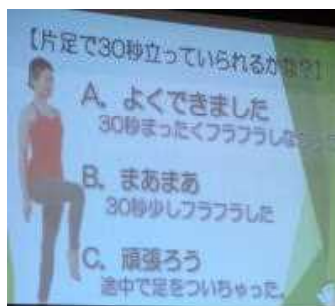 【片足で30秒立っていられるかな?】
A. よくできました
30秒まったくフラフラしな
B. まあまあ
30秒少しフラフラした
C. 頑張ろう
途中で足をついちゃった。